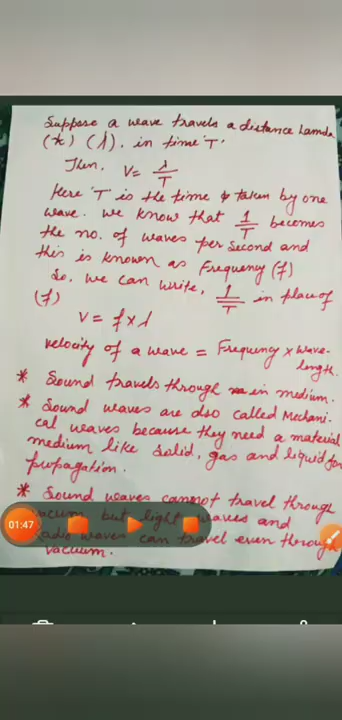 Suppose a wave travels a distance Lamda
(x) (λ), in time 'T'.
Then, V = λ/T
Here 'T' is the time taken by one
wave. We know that 1/T becomes
the no. of waves per second and
this is known as Frequency (f)
So, we can write, 1/T in place of
(f)
V = f × λ
velocity of a wave = Frequency × Wave-
length.
* Sound travels through in medium.
* Sound waves are also called Mechani-
cal waves because they need a material
medium like Solid, gas and liquid for
propagation.
* Sound waves cannot travel through
but light waves and
waves can travel even through
vacuum.
01:47